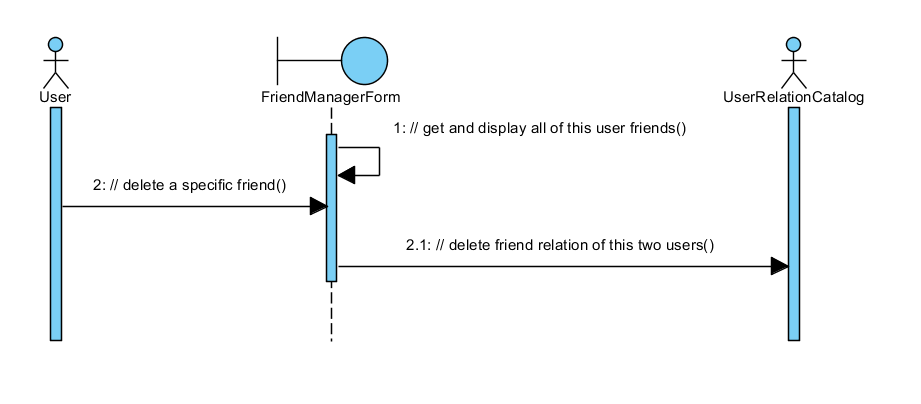 User
FriendManagerForm
UserRelationCatalog
1: // get and display all of this user friends()
2: // delete a specific friend()
2.1: // delete friend relation of this two users()